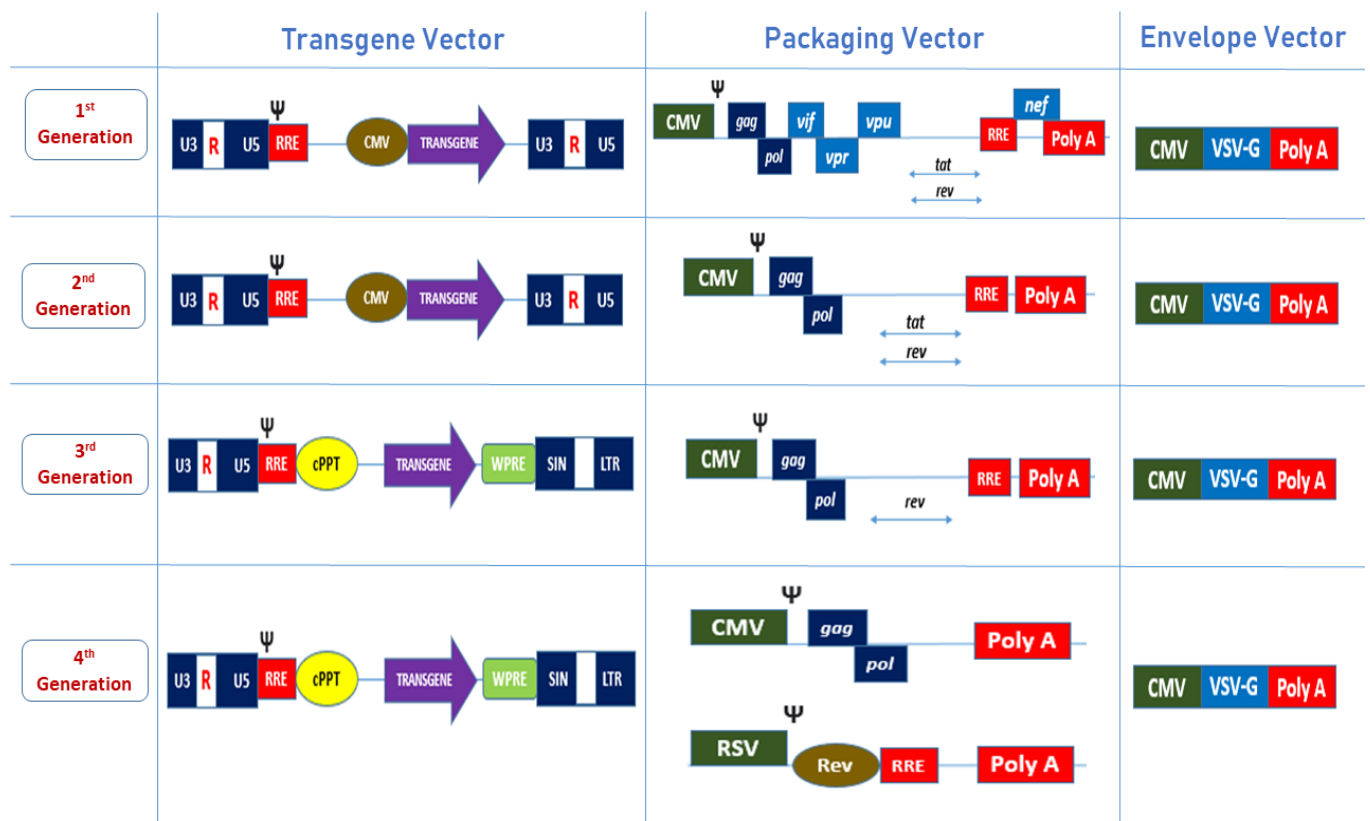 Transgene Vector
Packaging Vector
Envelope Vector
1st
Generation
Ψ
U3 R U5 RRE CMV TRANSGENE U3 R U5
Ψ
CMV gag pol vif vpr vpu tat rev RRE nef Poly A
CMV VSV-G Poly A
2nd
Generation
Ψ
U3 R U5 RRE CMV TRANSGENE U3 R U5
Ψ
CMV gag pol tat rev RRE Poly A
CMV VSV-G Poly A
3rd
Generation
Ψ
U3 R U5 RRE cPPT TRANSGENE WPRE SIN LTR
Ψ
CMV gag pol rev RRE Poly A
CMV VSV-G Poly A
4th
Generation
Ψ
U3 R U5 RRE cPPT TRANSGENE WPRE SIN LTR
Ψ
CMV gag pol Poly A
Ψ
RSV Rev RRE Poly A
CMV VSV-G Poly A